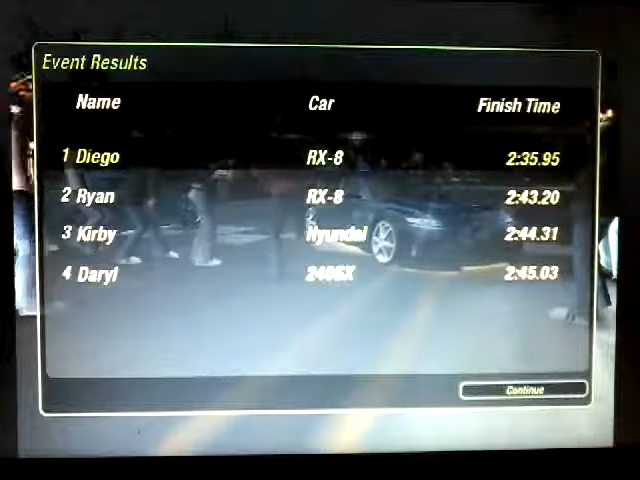 Event Results
Name Car Finish Time
1 Diego RX-8 2:35.95
2 Ryan RX-8 2:43.20
3 Kirby Hyundai 2:44.31
4 Daryl 240SX 2:45.03
Continue